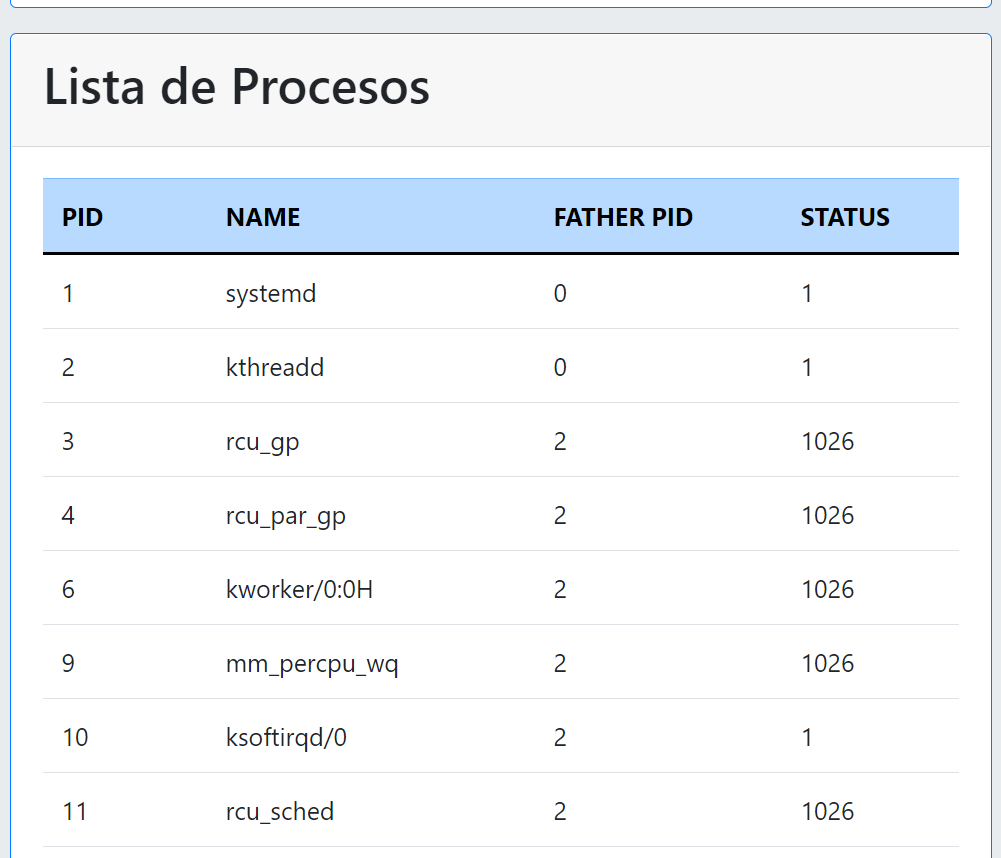 Lista de Procesos
PID NAME FATHER PID STATUS
1 systemd 0 1
2 kthreadd 0 1
3 rcu_gp 2 1026
4 rcu_par_gp 2 1026
6 kworker/0:0H 2 1026
9 mm_percpu_wq 2 1026
10 ksoftirqd/0 2 1
11 rcu_sched 2 1026